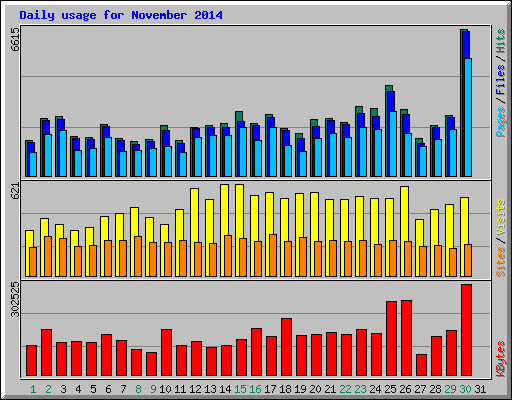 Daily usage for November 2014
6615
Pages / Files / Hits
621
Sites / Visits
302525
KBytes
1 2 3 4 5 6 7 8 9 10 11 12 13 14 15 16 17 18 19 20 21 22 23 24 25 26 27 28 29 30 31